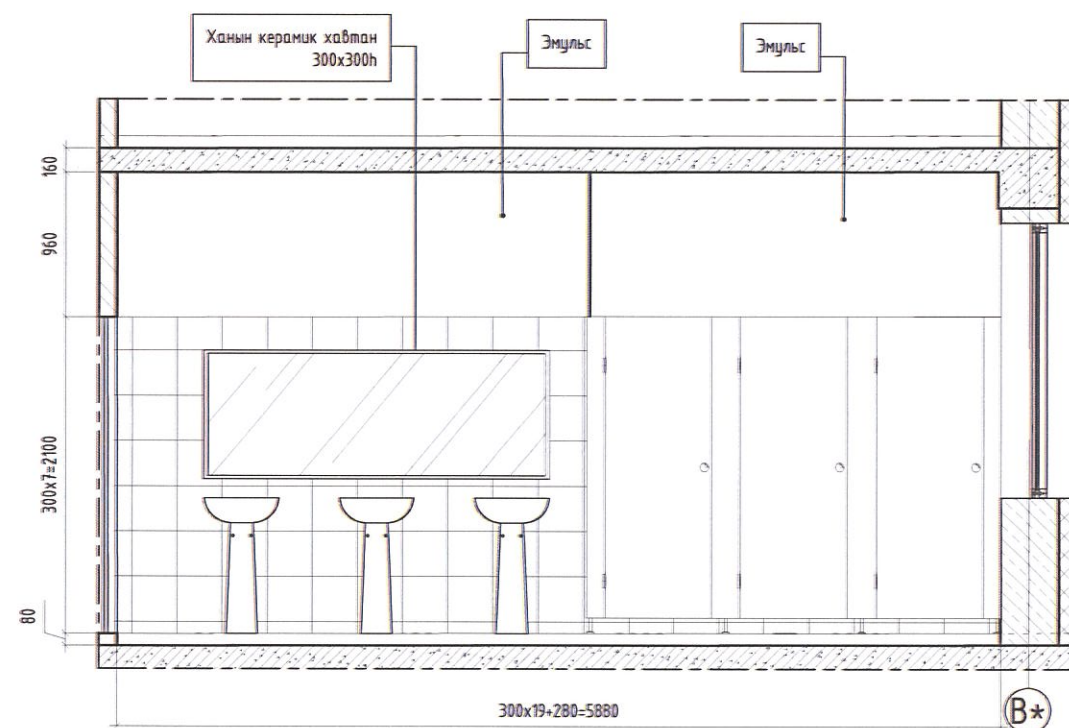 Ханын керамик хавтан
300x300h
Эмульс
Эмульс
160
960
300x7=2100
80
300x19+280=5880
B*